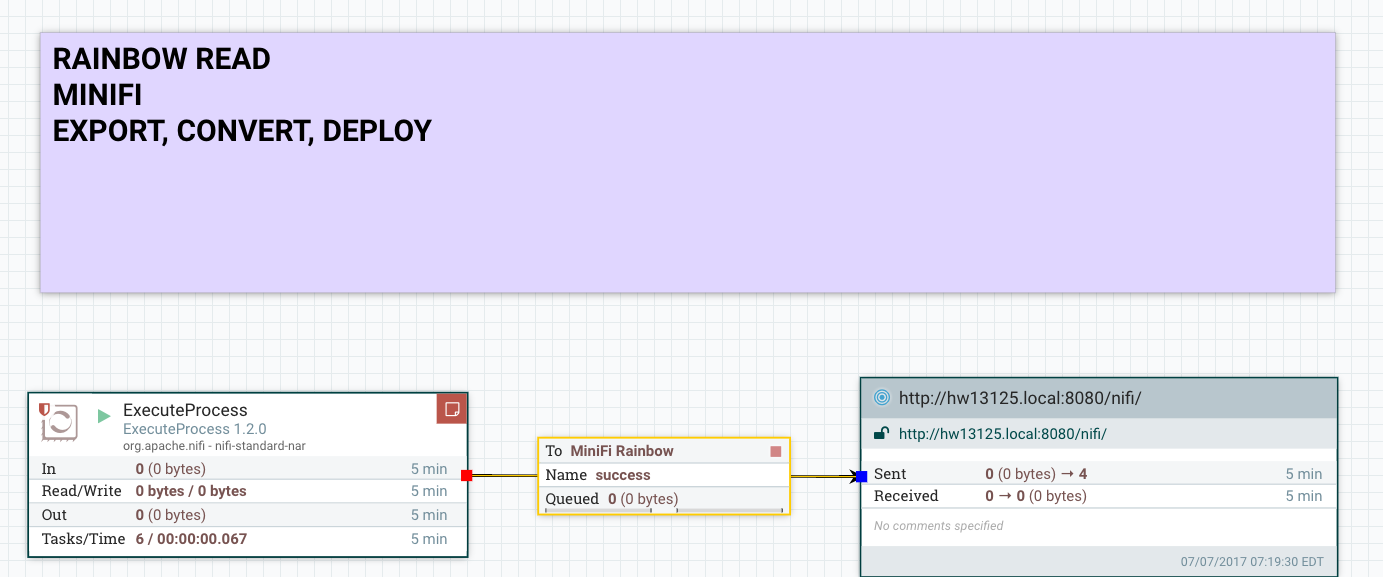 RAINBOW READ
MINIFI
EXPORT, CONVERT, DEPLOY
ExecuteProcess
ExecuteProcess 1.2.0
org.apache.nifi - nifi-standard-nar
In 0 (0 bytes) 5 min
Read/Write 0 bytes / 0 bytes 5 min
Out 0 (0 bytes) 5 min
Tasks/Time 6 / 00:00:00.067 5 min
To MiniFi Rainbow
Name success
Queued 0 (0 bytes)
http://hw13125.local:8080/nifi/
http://hw13125.local:8080/nifi/
Sent 0 (0 bytes) → 4 5 min
Received 0 → 0 (0 bytes) 5 min
No comments specified
07/07/2017 07:19:30 EDT